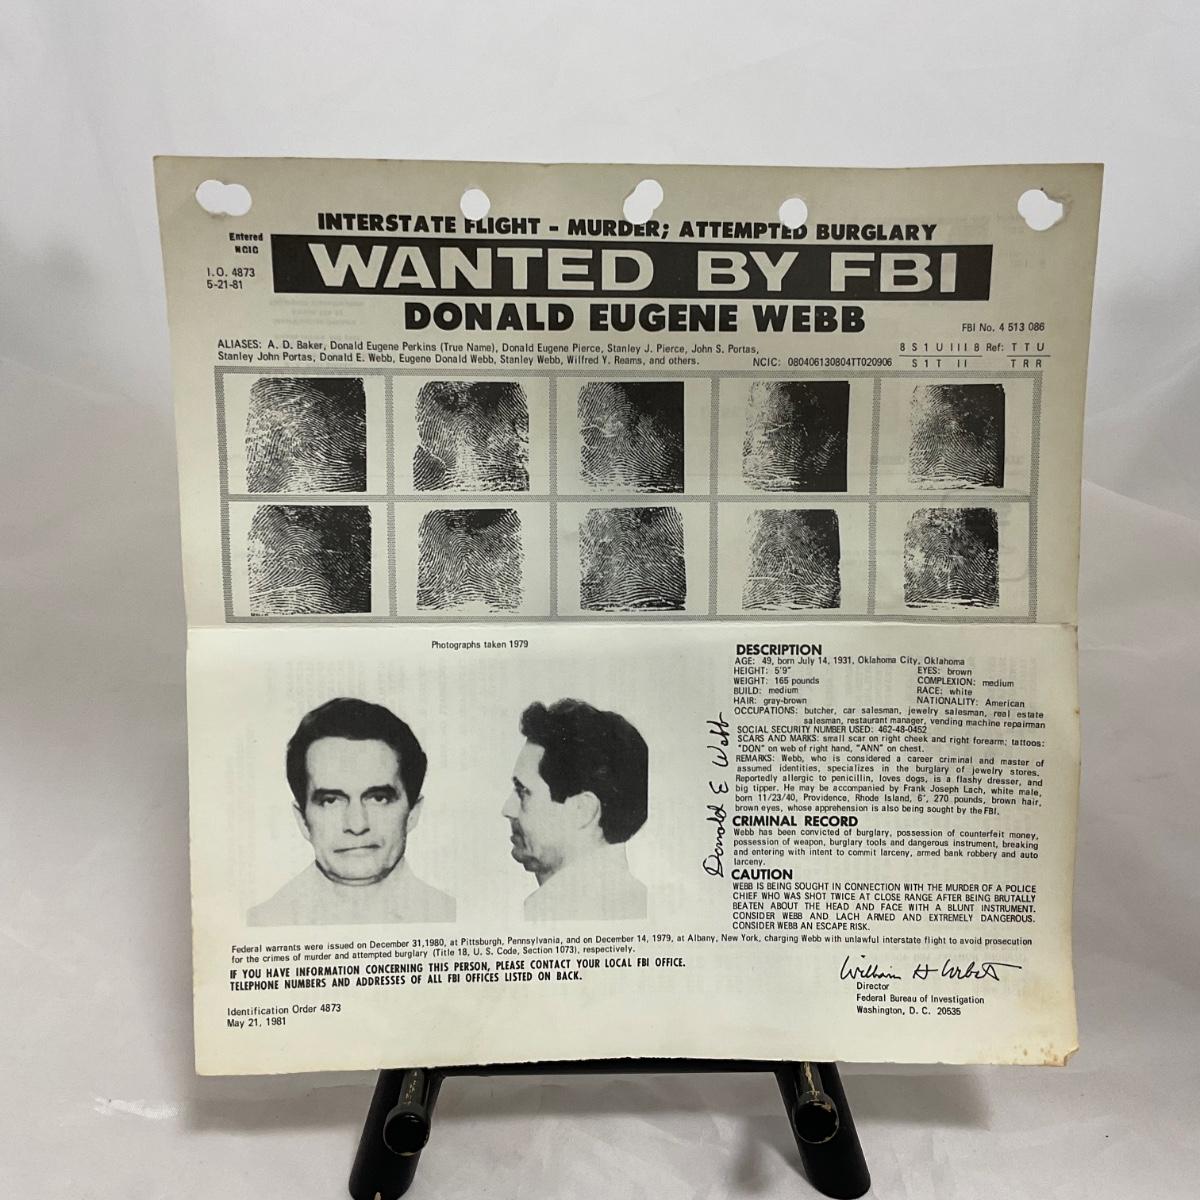 INTERSTATE FLIGHT - MURDER; ATTEMPTED BURGLARY
Entered
NCIC
WANTED BY FBI
I.O. 4873
5-21-81
DONALD EUGENE WEBB
FBI No. 4 513 086
ALIASES: A. D. Baker, Donald Eugene Perkins (True Name), Donald Eugene Pierce, Stanley J. Pierce, John S. Portas,
Stanley John Portas, Donald E. Webb, Eugene Donald Webb, Stanley Webb, Wilfred Y. Reams, and others.
NCIC: 080406130804TT020906
8 S 1 U III 8 Ref: T T U
S 1 T II T R R
Photographs taken 1979
Donald E Webb
DESCRIPTION
AGE: 49, born July 14, 1931, Oklahoma City, Oklahoma
HEIGHT: 5'9" EYES: brown
WEIGHT: 165 pounds COMPLEXION: medium
BUILD: medium RACE: white
HAIR: gray-brown NATIONALITY: American
OCCUPATIONS: butcher, car salesman, jewelry salesman, real estate
salesman, restaurant manager, vending machine repairman
SOCIAL SECURITY NUMBER USED: 462-48-0452
SCARS AND MARKS: small scar on right cheek and right forearm; tattoos:
"DON" on web of right hand, "ANN" on chest.
REMARKS: Webb, who is considered a career criminal and master of
assumed identities, specializes in the burglary of jewelry stores.
Reportedly allergic to penicillin, loves dogs, is a flashy dresser, and
big tipper. He may be accompanied by Frank Joseph Lach, white male,
born 11/23/40, Providence, Rhode Island, 6', 270 pounds, brown hair,
brown eyes, whose apprehension is also being sought by the FBI.
CRIMINAL RECORD
Webb has been convicted of burglary, possession of counterfeit money,
possession of weapon, burglary tools and dangerous instrument, breaking
and entering with intent to commit larceny, armed bank robbery and auto
larceny.
CAUTION
WEBB IS BEING SOUGHT IN CONNECTION WITH THE MURDER OF A POLICE
CHIEF WHO WAS SHOT TWICE AT CLOSE RANGE AFTER BEING BRUTALLY
BEATEN ABOUT THE HEAD AND FACE WITH A BLUNT INSTRUMENT.
CONSIDER WEBB AND LACH ARMED AND EXTREMELY DANGEROUS.
CONSIDER WEBB AN ESCAPE RISK.
Federal warrants were issued on December 31,1980, at Pittsburgh, Pennsylvania, and on December 14, 1979, at Albany, New York, charging Webb with unlawful interstate flight to avoid prosecution
for the crimes of murder and attempted burglary (Title 18, U. S. Code, Section 1073), respectively.
IF YOU HAVE INFORMATION CONCERNING THIS PERSON, PLEASE CONTACT YOUR LOCAL FBI OFFICE.
TELEPHONE NUMBERS AND ADDRESSES OF ALL FBI OFFICES LISTED ON BACK.
William H Webster
Director
Federal Bureau of Investigation
Washington, D. C. 20535
Identification Order 4873
May 21, 1981